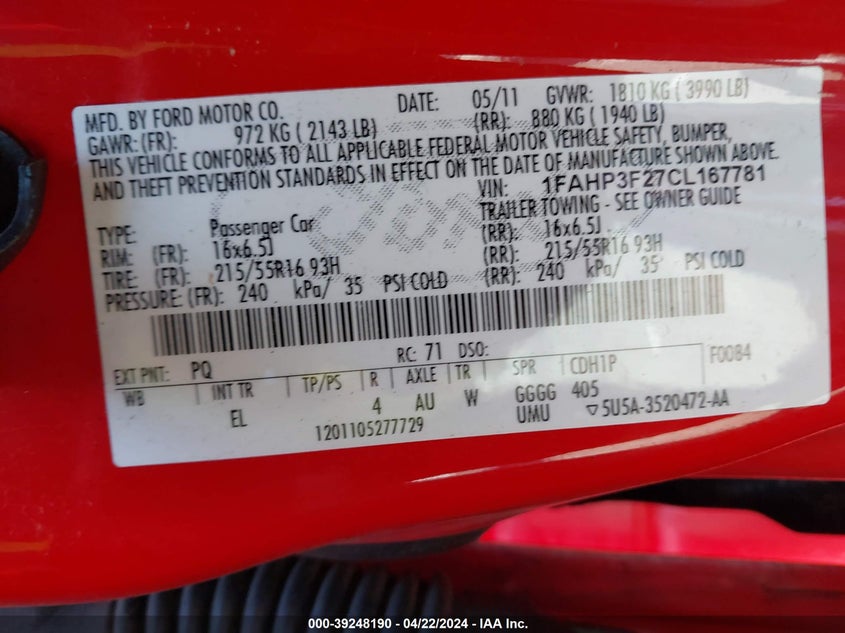 MFD. BY FORD MOTOR CO. DATE: 05/11 GVWR: 1810 KG ( 3990 LB)
GAWR: (FR): 972 KG ( 2143 LB) (RR): 880 KG ( 1940 LB)
THIS VEHICLE CONFORMS TO ALL APPLICABLE FEDERAL MOTOR VEHICLE SAFETY, BUMPER,
AND THEFT PREVENTION STANDARDS IN EFFECT ON THE DATE OF MANUFACTURE SHOWN ABOVE.
VIN: 1FAHP3F27CL167781
TYPE: Passenger Car TRAILER TOWING - SEE OWNER GUIDE
RIM: (FR): 16x6.5J (RR): 16x6.5J
TIRE: (FR): 215/55R16 93H (RR): 215/55R16 93H
PRESSURE: (FR): 240 kPa/ 35 PSI COLD (RR): 240 kPa/ 35 PSI COLD
EXT PNT: PQ RC: 71 DSO: F0084
WB INT TR TP/PS R AXLE TR SPR CDH1P
EL 4 AU W GGGG 405
1201105277729 UMU ▽5U5A-3520472-AA
000-39248190 - 04/22/2024 - IAA Inc.